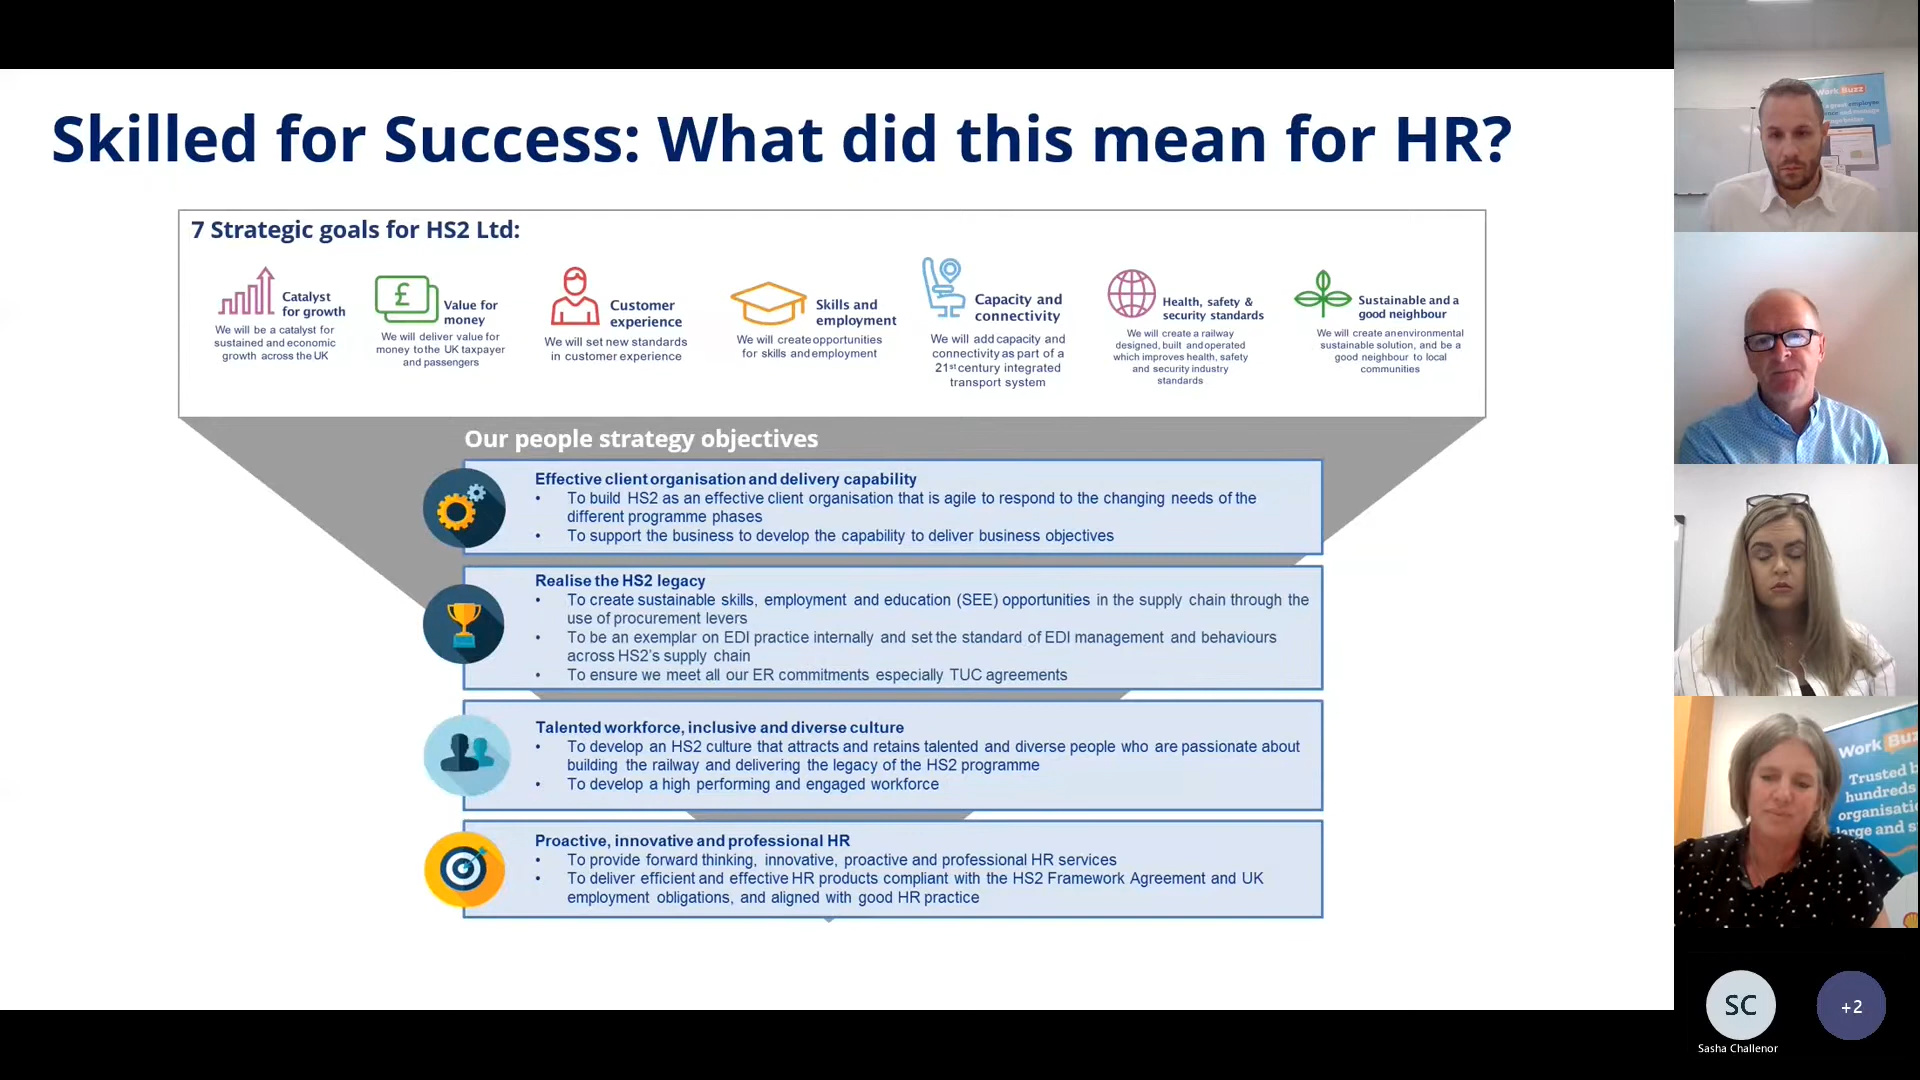 Skilled for Success: What did this mean for HR?
7 Strategic goals for HS2 Ltd:
Catalyst
for growth
We will be a catalyst for
sustained and economic
growth across the UK
£
Value for
money
We will deliver value for
money to the UK taxpayer
and passengers
Customer
experience
We will set new standards
in customer experience
Skills and
employment
We will create opportunities
for skills and employment
Capacity and
connectivity
We will add capacity and
connectivity as part of a
21st century integrated
transport system
Health, safety &
security standards
We will create a railway
designed, built and operated
which improves health, safety
and security industry
standards
Sustainable and a
good neighbour
We will create an environmental
sustainable solution, and be a
good neighbour to local
communities
Our people strategy objectives
Effective client organisation and delivery capability
• To build HS2 as an effective client organisation that is agile to respond to the changing needs of the
different programme phases
• To support the business to develop the capability to deliver business objectives
Realise the HS2 legacy
• To create sustainable skills, employment and education (SEE) opportunities in the supply chain through the
use of procurement levers
• To be an exemplar on EDI practice internally and set the standard of EDI management and behaviours
across HS2's supply chain
• To ensure we meet all our ER commitments especially TUC agreements
Talented workforce, inclusive and diverse culture
• To develop an HS2 culture that attracts and retains talented and diverse people who are passionate about
building the railway and delivering the legacy of the HS2 programme
• To develop a high performing and engaged workforce
Proactive, innovative and professional HR
• To provide forward thinking, innovative, proactive and professional HR services
• To deliver efficient and effective HR products compliant with the HS2 Framework Agreement and UK
employment obligations, and aligned with good HR practice
Work Buzz
Work Buz
Trusted b
hundreds
organisati
large and s
SC
+2
Sasha Challenor